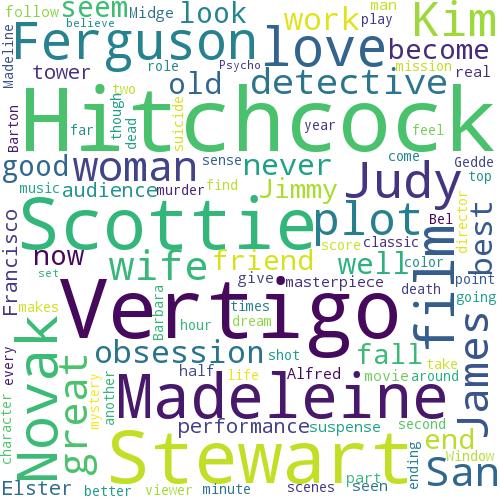 follow
seem
Midge
look
man
play
Kim
believe
work
Ferguson
love
become
Madeline
tower
role
Psycho
mission
real
old
detective
two
Hitchcock
Barton
far
though
dead
suicide
year
feel
good
woman
sense
never
come
Gedde
music
audience
murder
find
Jimmy
Judy
top
Scottie
plot
Bel
director
best
Francisco
now
wife
friend
score
classic
well
color
film
set
give
masterpiece
death
point
going
Vertigo
times
dream
makes
Barbara
hour
James
Novak
great
obsession
shot
fall
every
half
life
Alfred
movie
around
take
mystery
another
Madeleine
character
performance
suspense
second
Stewart
end
Window
ending
San
Elster
better
viewer
minute
scenes
seen
part